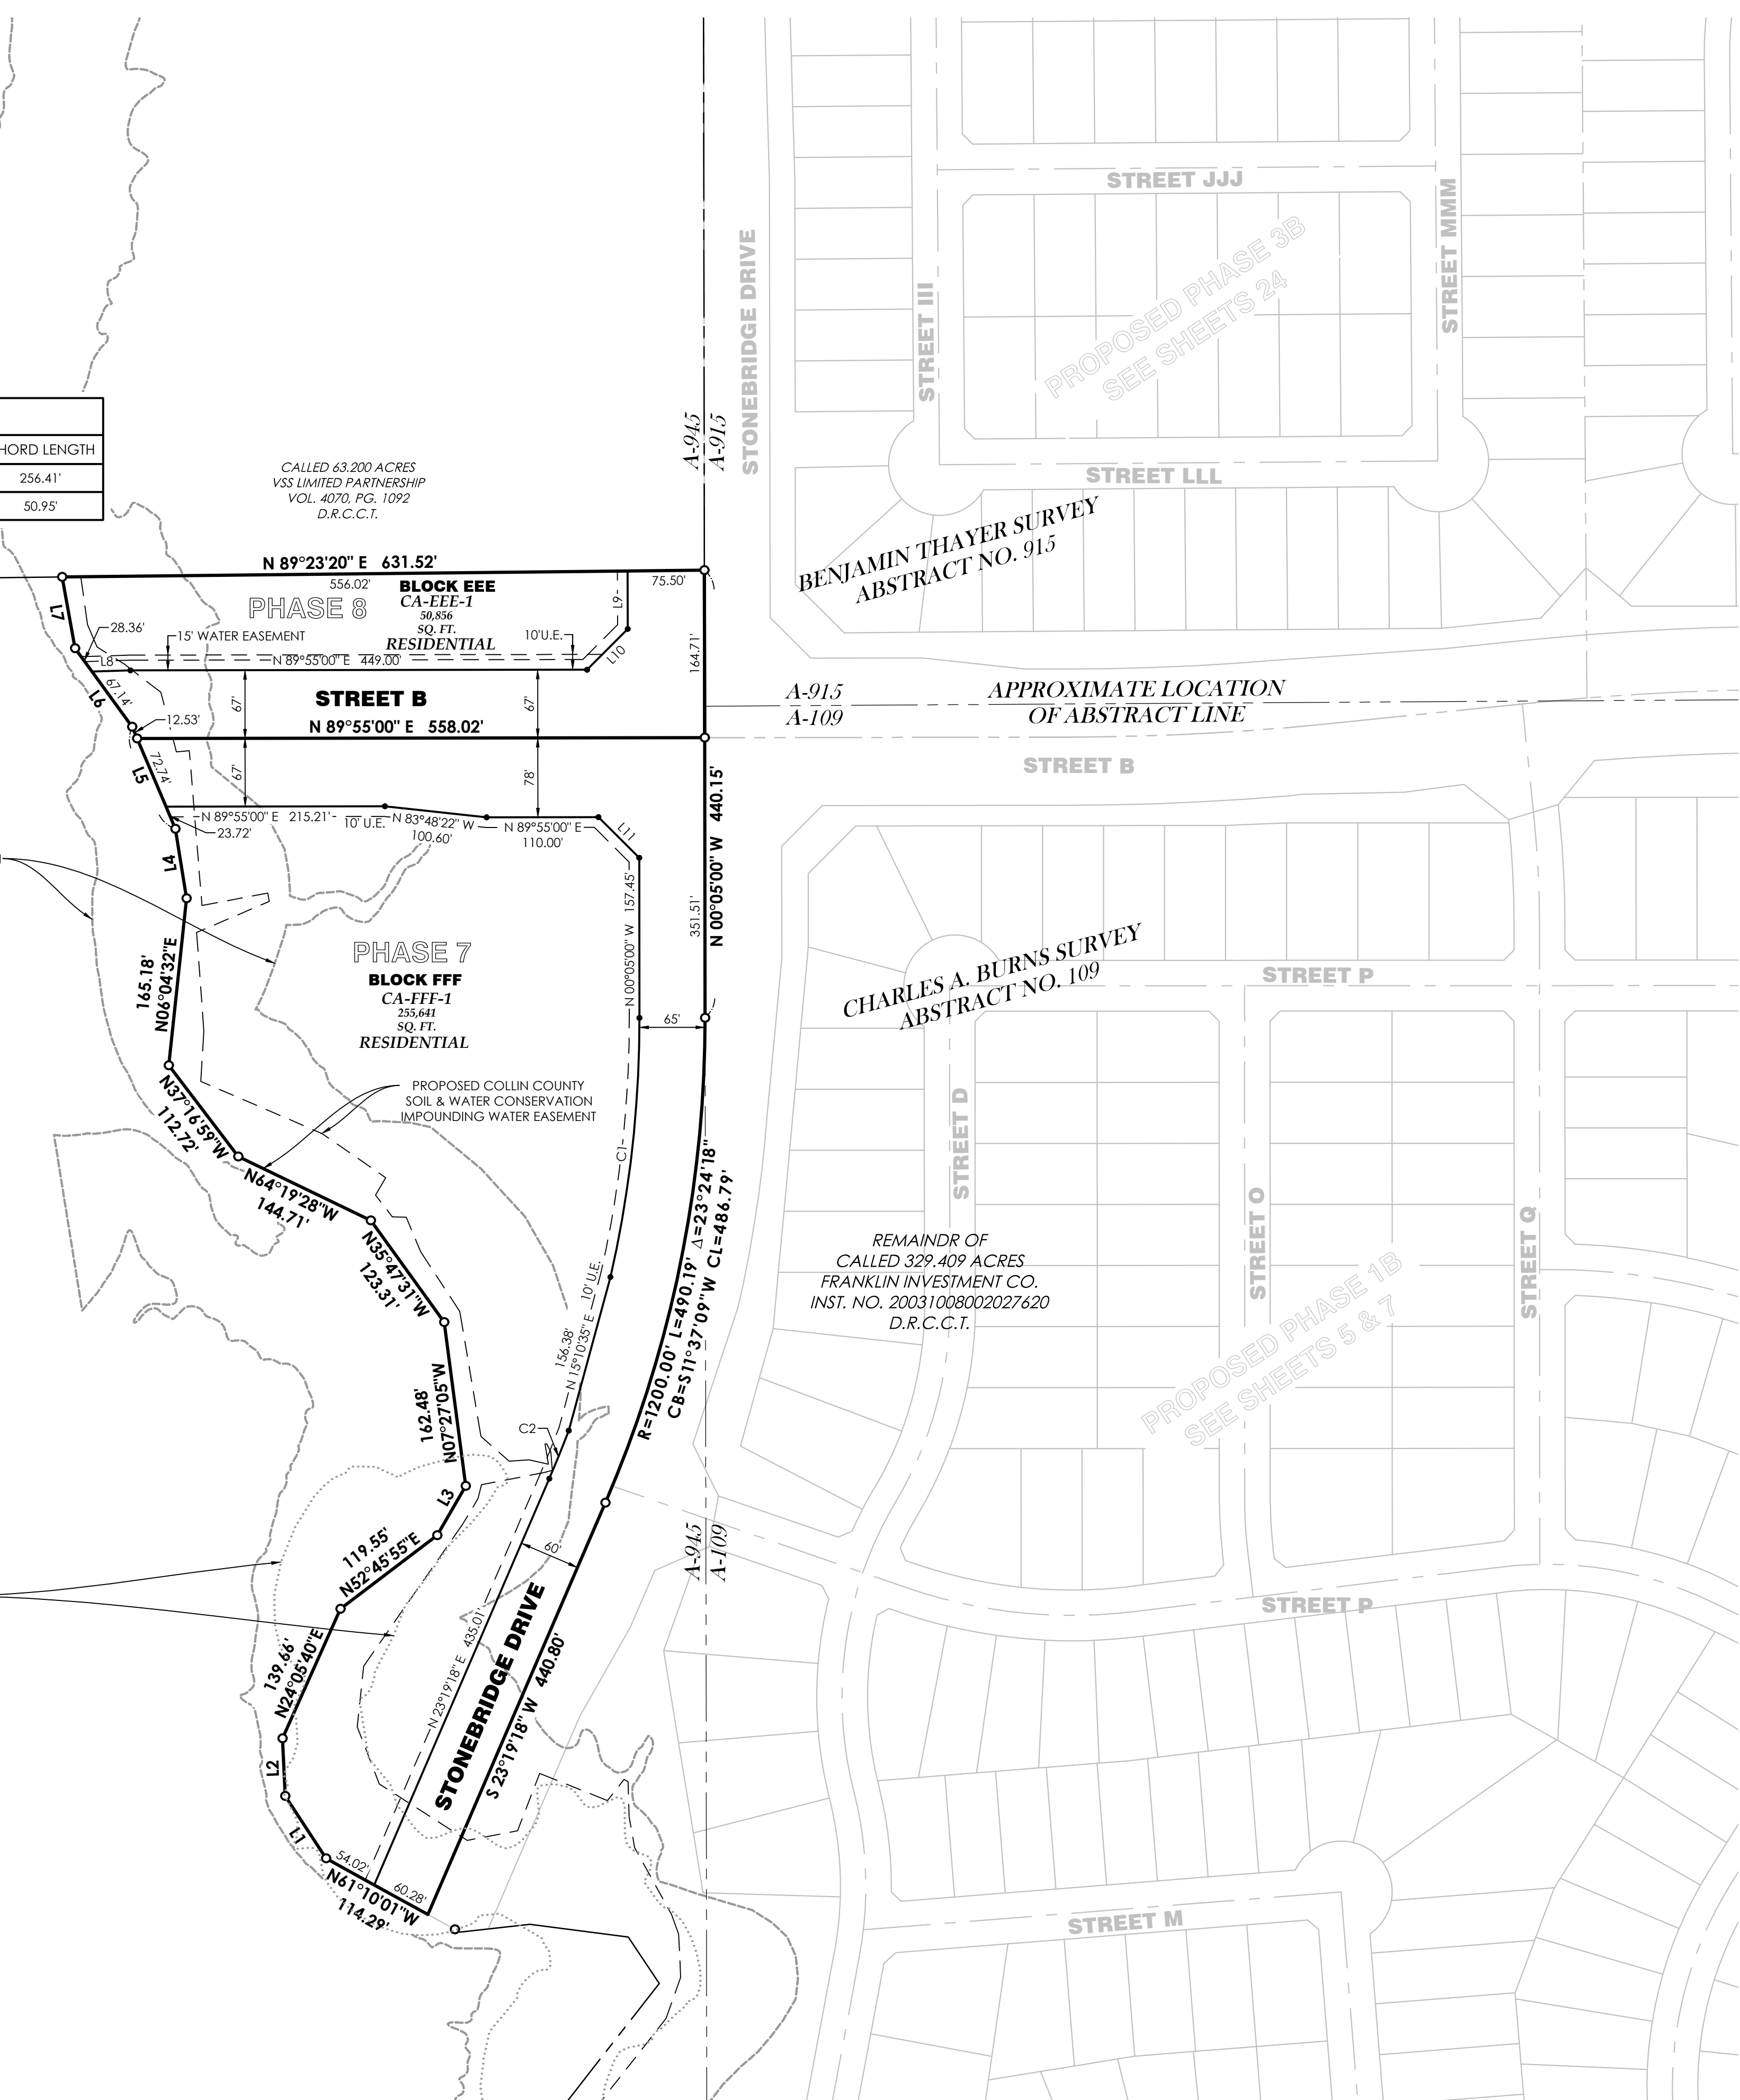 STREET JJJ
STREET MMM
PROPOSED PHASE 3B
SEE SHEETS 24
STONEBRIDGE DRIVE
STREET III
A-945
A-915
HORD LENGTH
256.41'
50.95'
CALLED 63.200 ACRES
VSS LIMITED PARTNERSHIP
VOL. 4070, PG. 1092
D.R.C.C.T.
STREET LLL
BENJAMIN THAYER SURVEY
ABSTRACT NO. 915
N 89°23'20" E 631.52'
556.02'
BLOCK EEE
75.50'
PHASE 8
CA-EEE-1
50,856
SQ. FT.
RESIDENTIAL
L7
L9
28.36'
15' WATER EASEMENT
10'U.E.
L8
N 89°55'00" E 449.00'
L10
164.71'
67.14'
L6
67'
STREET B
67'
12.53'
N 89°55'00" E 558.02'
A-915
A-109
APPROXIMATE LOCATION
OF ABSTRACT LINE
STREET B
72.74'
L5
67'
78'
N 89°55'00" E 215.21'
10' U.E.
N 83°48'22" W
100.60'
N 89°55'00" E
110.00'
L11
23.72'
L4
N 00°05'00" W 440.15'
351.51'
N 00°05'00" W 157.45'
165.18'
N06°04'32"E
PHASE 7
BLOCK FFF
CA-FFF-1
255,641
SQ. FT.
RESIDENTIAL
65'
CHARLES A. BURNS SURVEY
ABSTRACT NO. 109
STREET P
PROPOSED COLLIN COUNTY
SOIL & WATER CONSERVATION
IMPOUNDING WATER EASEMENT
N37°16'59"W
112.72'
N64°19'28"W
144.71'
N35°47'31"W
123.31'
C1
R=1200.00' L=490.19' Δ=23°24'18"
CB=S11°37'09"W CL=486.79'
STREET D
STREET O
STREET Q
REMAINDR OF
CALLED 329.409 ACRES
FRANKLIN INVESTMENT CO.
INST. NO. 20031008002027620
D.R.C.C.T.
PROPOSED PHASE 1B
SEE SHEETS 5 & 7
10' U.E.
156.38'
N 15°10'35" E
162.48'
N07°27'05"W
C2
L3
119.55'
N52°45'55"E
60'
A-945
A-109
STREET P
139.66'
N24°05'40"E
N 23°19'18" E 435.01'
STONEBRIDGE DRIVE
S 23°19'18" W 440.80'
L2
L1
54.02'
60.28'
N61°10'01"W
114.29'
STREET M